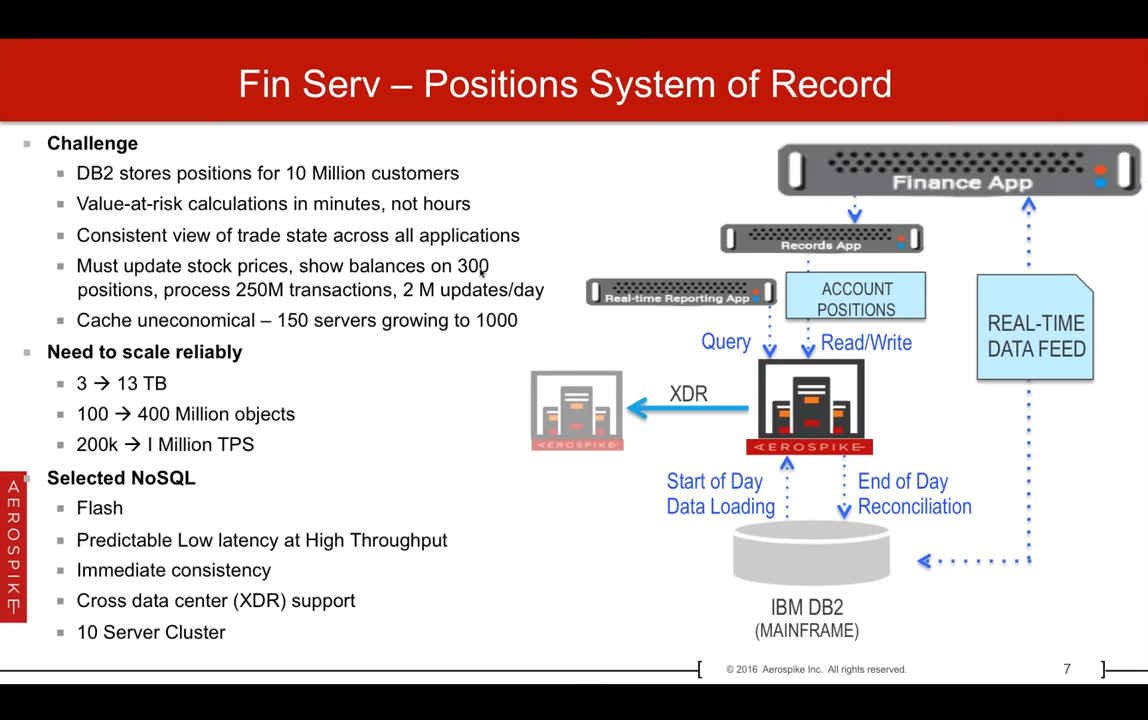 Fin Serv – Positions System of Record
Challenge
DB2 stores positions for 10 Million customers
Value-at-risk calculations in minutes, not hours
Consistent view of trade state across all applications
Must update stock prices, show balances on 300
positions, process 250M transactions, 2 M updates/day
Cache uneconomical – 150 servers growing to 1000
Need to scale reliably
3 → 13 TB
100 → 400 Million objects
200k → I Million TPS
Selected NoSQL
Flash
Predictable Low latency at High Throughput
Immediate consistency
Cross data center (XDR) support
10 Server Cluster
AEROSPIKE
Finance App
Records App
Real-time Reporting App
ACCOUNT
POSITIONS
REAL-TIME
DATA FEED
Query
Read/Write
XDR
AEROSPIKE
AEROSPIKE
Start of Day
Data Loading
End of Day
Reconciliation
IBM DB2
(MAINFRAME)
© 2016 Aerospike Inc. All rights reserved.
7